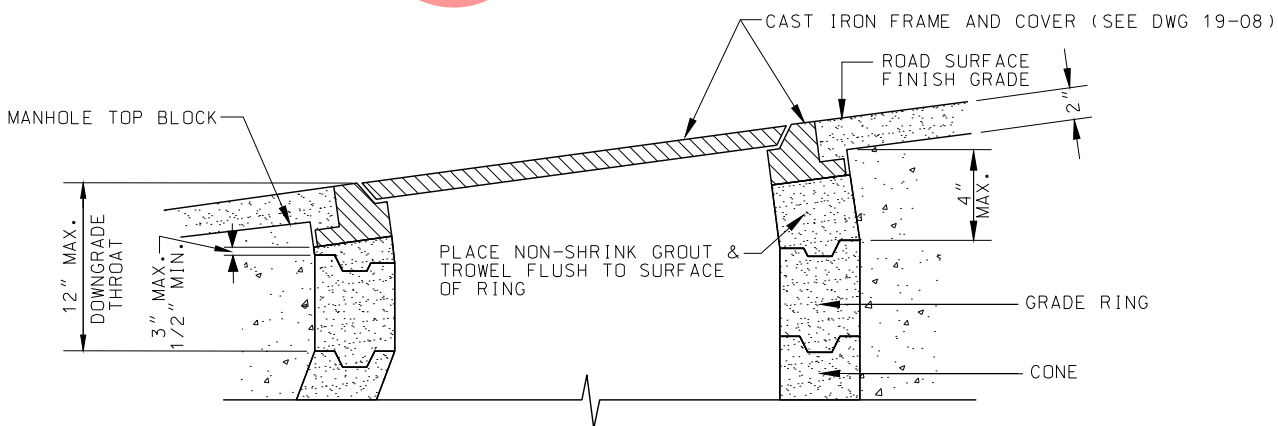 CAST IRON FRAME AND COVER (SEE DWG 19-08)
ROAD SURFACE
FINISH GRADE
2"
MANHOLE TOP BLOCK
4"
MAX.
12" MAX.
DOWNGRADE
THROAT
3" MAX.
1/2" MIN.
PLACE NON-SHRINK GROUT &
TROWEL FLUSH TO SURFACE
OF RING
GRADE RING
CONE